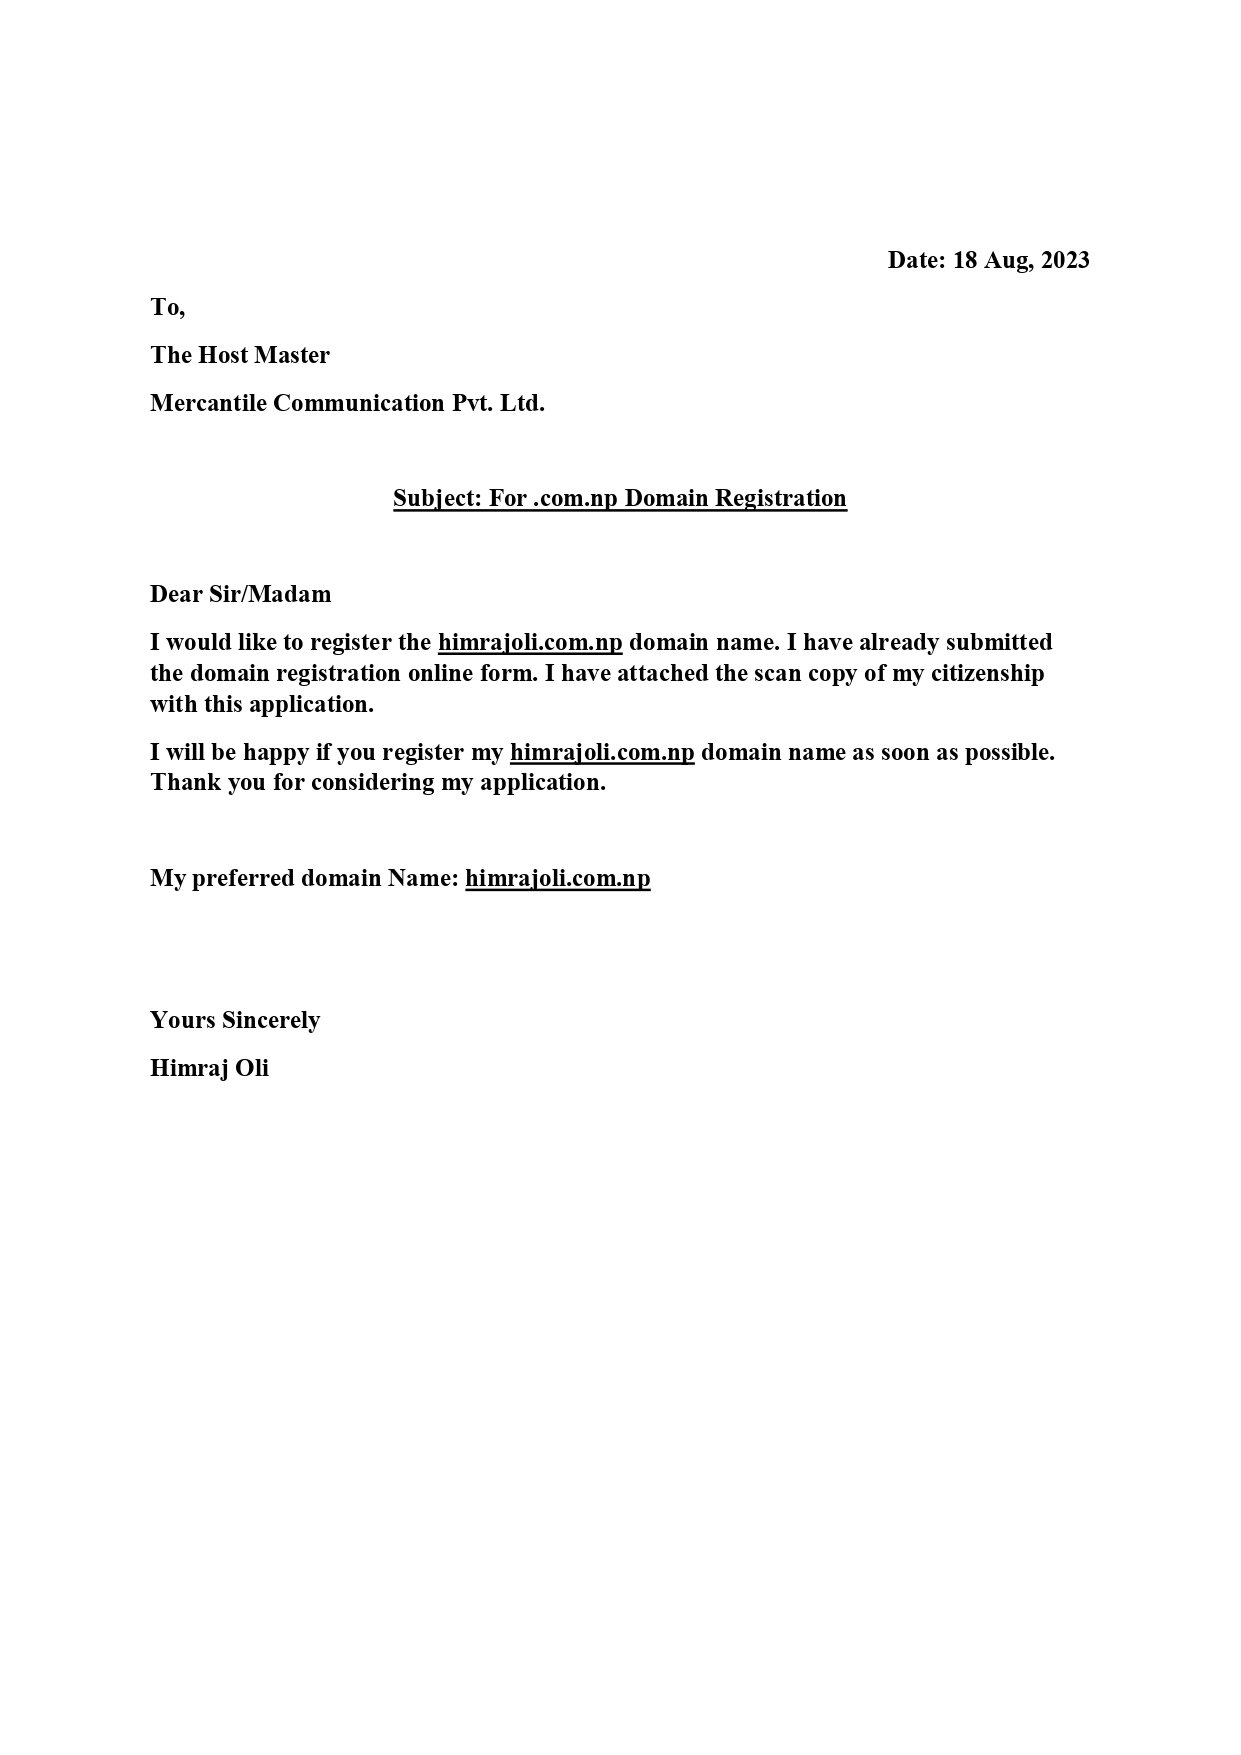 Date: 18 Aug, 2023
To,
The Host Master
Mercantile Communication Pvt. Ltd.
Subject: For .com.np Domain Registration
Dear Sir/Madam
I would like to register the himrajoli.com.np domain name. I have already submitted
the domain registration online form. I have attached the scan copy of my citizenship
with this application.
I will be happy if you register my himrajoli.com.np domain name as soon as possible.
Thank you for considering my application.
My preferred domain Name: himrajoli.com.np
Yours Sincerely
Himraj Oli